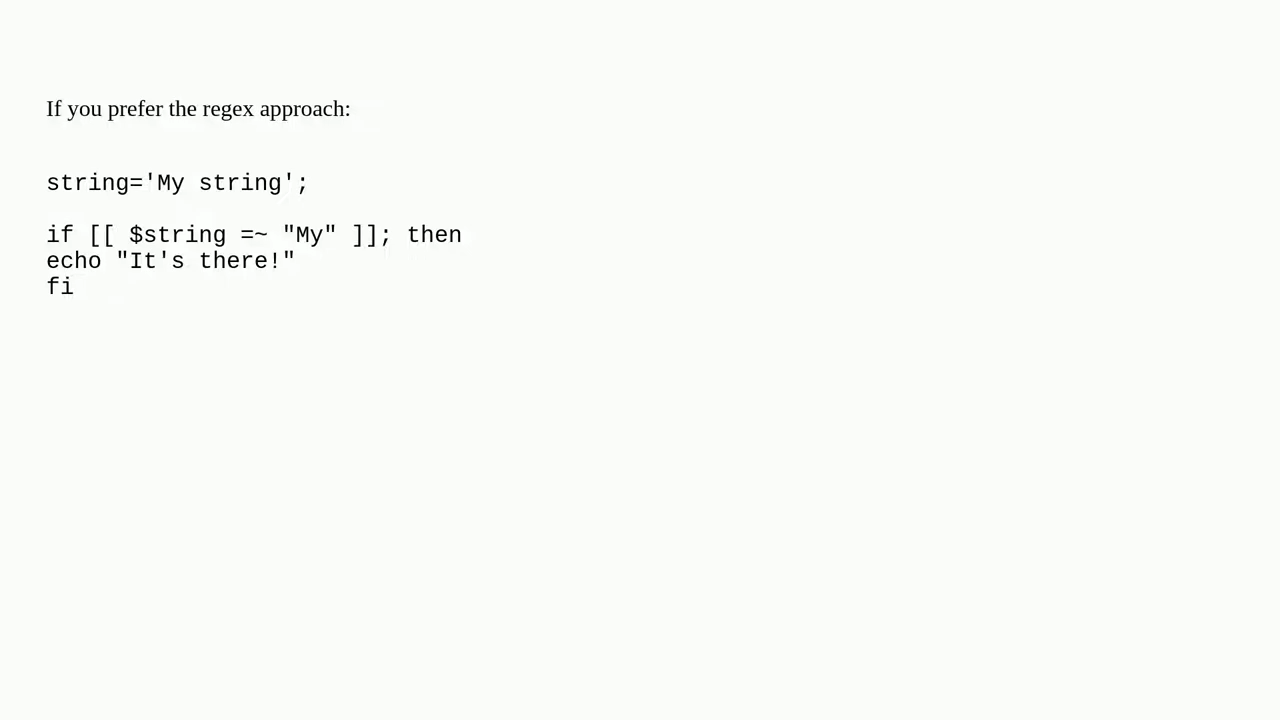 If you prefer the regex approach:
string='My string';
if [[ $string =~ "My" ]]; then
echo "It's there!"
fi